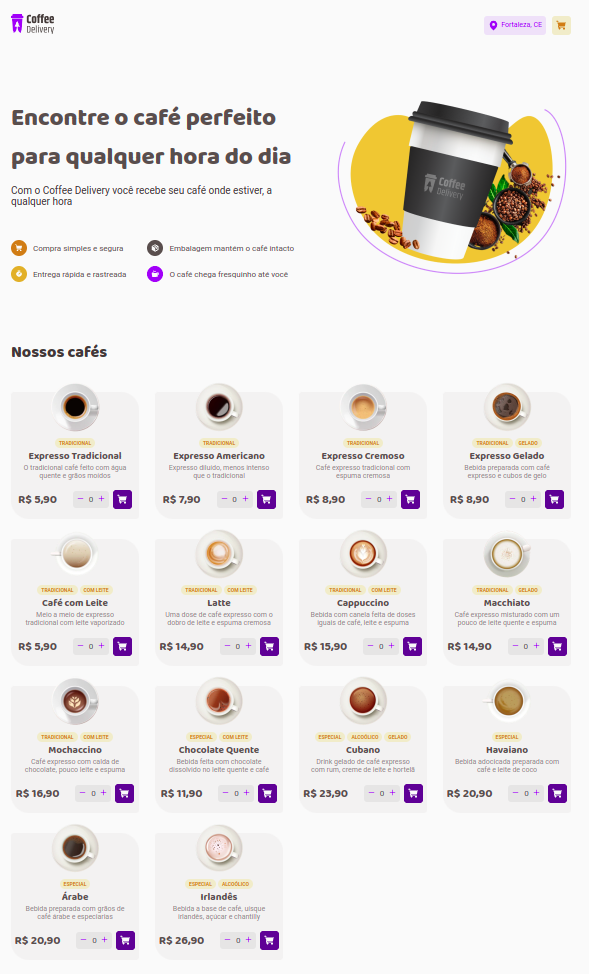 Coffee
Delivery
Fortaleza, CE
Encontre o café perfeito
para qualquer hora do dia
Com o Coffee Delivery você recebe seu café onde estiver, a
qualquer hora
Coffee
Delivery
Compra simples e segura
Embalagem mantém o café intacto
Entrega rápida e rastreada
O café chega fresquinho até você
Nossos cafés
TRADICIONAL
Expresso Tradicional
O tradicional café feito com água
quente e grãos moídos
R$ 5,90
0
TRADICIONAL
Expresso Americano
Expresso diluído, menos intenso
que o tradicional
R$ 7,90
0
TRADICIONAL
Expresso Cremoso
Café expresso tradicional com
espuma cremosa
R$ 8,90
0
TRADICIONAL GELADO
Expresso Gelado
Bebida preparada com café
expresso e cubos de gelo
R$ 8,90
0
TRADICIONAL COM LEITE
Café com Leite
Meio a meio de expresso
tradicional com leite vaporizado
R$ 5,90
0
TRADICIONAL COM LEITE
Latte
Uma dose de café expresso com o
dobro de leite e espuma cremosa
R$ 14,90
0
TRADICIONAL COM LEITE
Cappuccino
Bebida com canela feita de doses
iguais de café, leite e espuma
R$ 15,90
0
TRADICIONAL GELADO
Macchiato
Café expresso misturado com um
pouco de leite quente e espuma
R$ 14,90
0
TRADICIONAL COM LEITE
Mochaccino
Café expresso com calda de
chocolate, pouco leite e espuma
R$ 16,90
0
ESPECIAL COM LEITE
Chocolate Quente
Bebida feita com chocolate
dissolvido no leite quente e café
R$ 11,90
0
ESPECIAL ALCOÓLICO GELADO
Cubano
Drink gelado de café expresso
com rum, creme de leite e hortelã
R$ 23,90
0
ESPECIAL
Havaiano
Bebida adocicada preparada com
café e leite de coco
R$ 20,90
0
ESPECIAL
Árabe
Bebida preparada com grãos de
café árabe e especiarias
R$ 20,90
0
ESPECIAL ALCOÓLICO
Irlandês
Bebida a base de café, uísque
irlandês, açúcar e chantilly
R$ 26,90
0